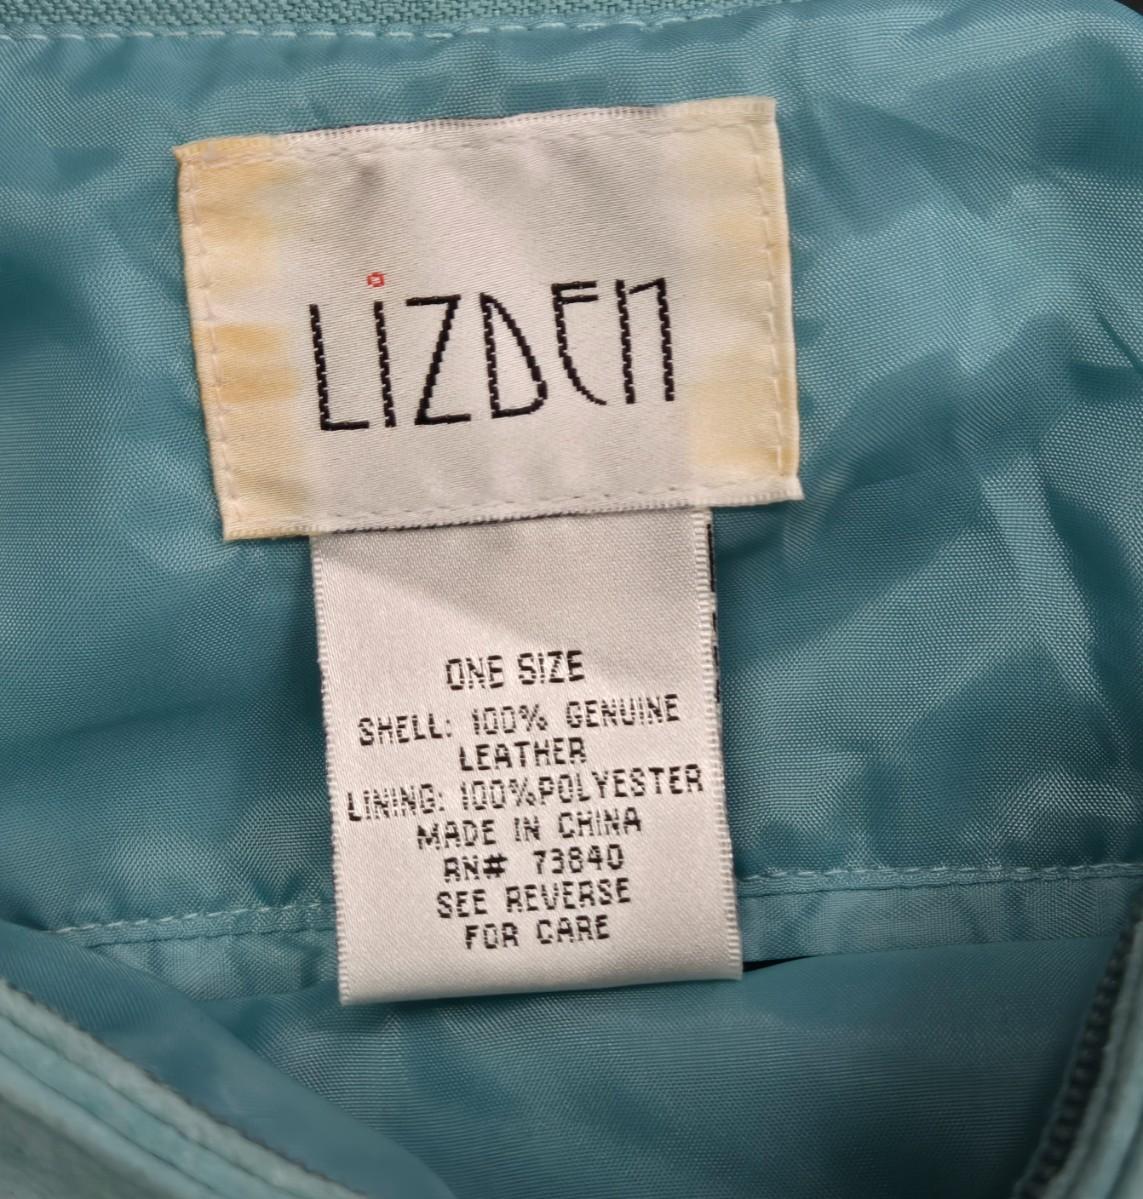 LiZDEN
ONE SIZE
SHELL: 100% GENUINE
LEATHER
LINING: 100%POLYESTER
MADE IN CHINA
RN# 73840
SEE REVERSE
FOR CARE